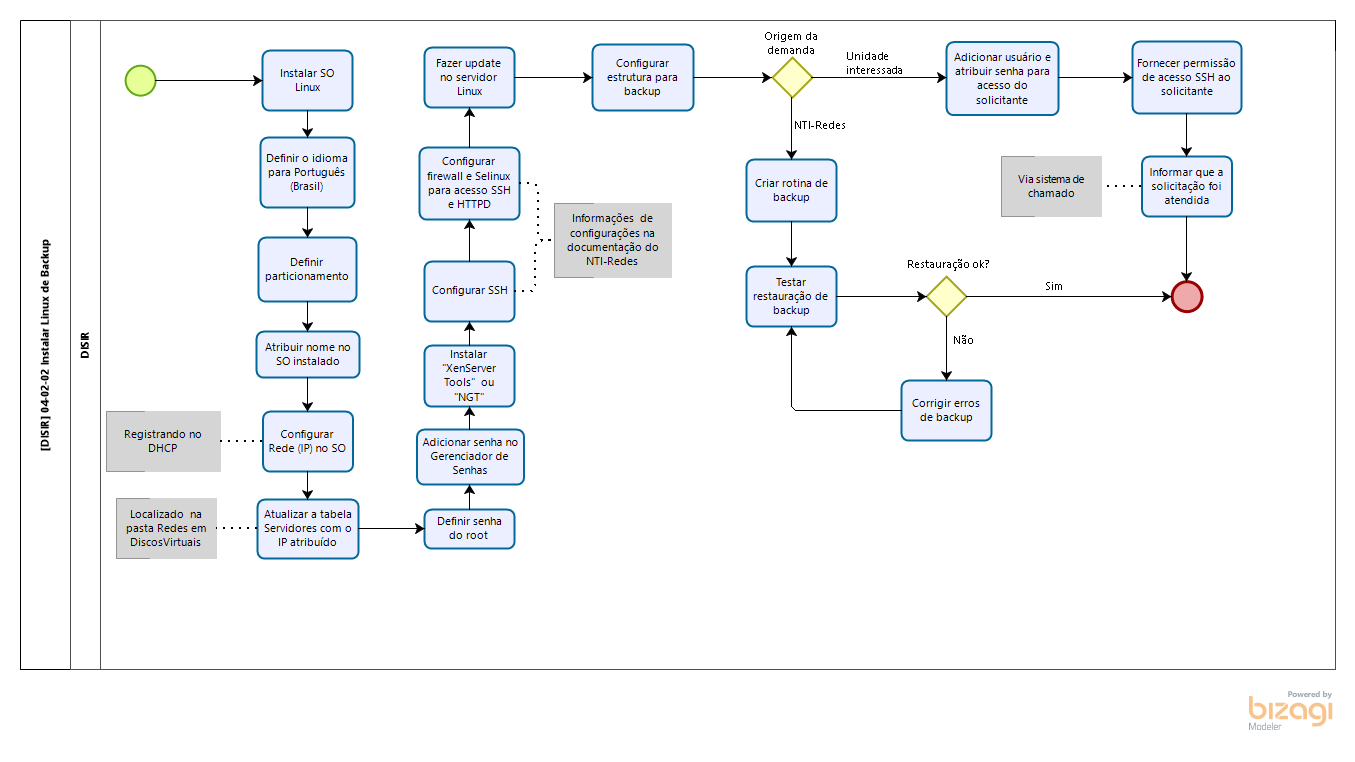 [DISIR] 04-02-02 Instalar Linux de Backup
DISIR
Instalar SO
Linux
Definir o idioma
para Português
(Brasil)
Definir
particionamento
Atribuir nome no
SO instalado
Configurar
Rede (IP) no SO
Registrando no
DHCP
Atualizar a tabela
Servidores com o
IP atribuído
Localizado na
pasta Redes em
DiscosVirtuais
Definir senha
do root
Adicionar senha no
Gerenciador de
Senhas
Instalar
"XenServer
Tools" ou
"NGT"
Configurar SSH
Configurar
firewall e Selinux
para acesso SSH
e HTTPD
Informações de
configurações na
documentação do
NTI-Redes
Fazer update
no servidor
Linux
Configurar
estrutura para
backup
Origem da
demanda
Unidade
interessada
NTI-Redes
Adicionar usuário e
atribuir senha para
acesso do
solicitante
Fornecer permissão
de acesso SSH ao
solicitante
Informar que a
solicitação foi
atendida
Via sistema de
chamado
Criar rotina de
backup
Testar
restauração de
backup
Restauração ok?
Sim
Não
Corrigir erros
de backup
Powered by
bizagi
Modeler